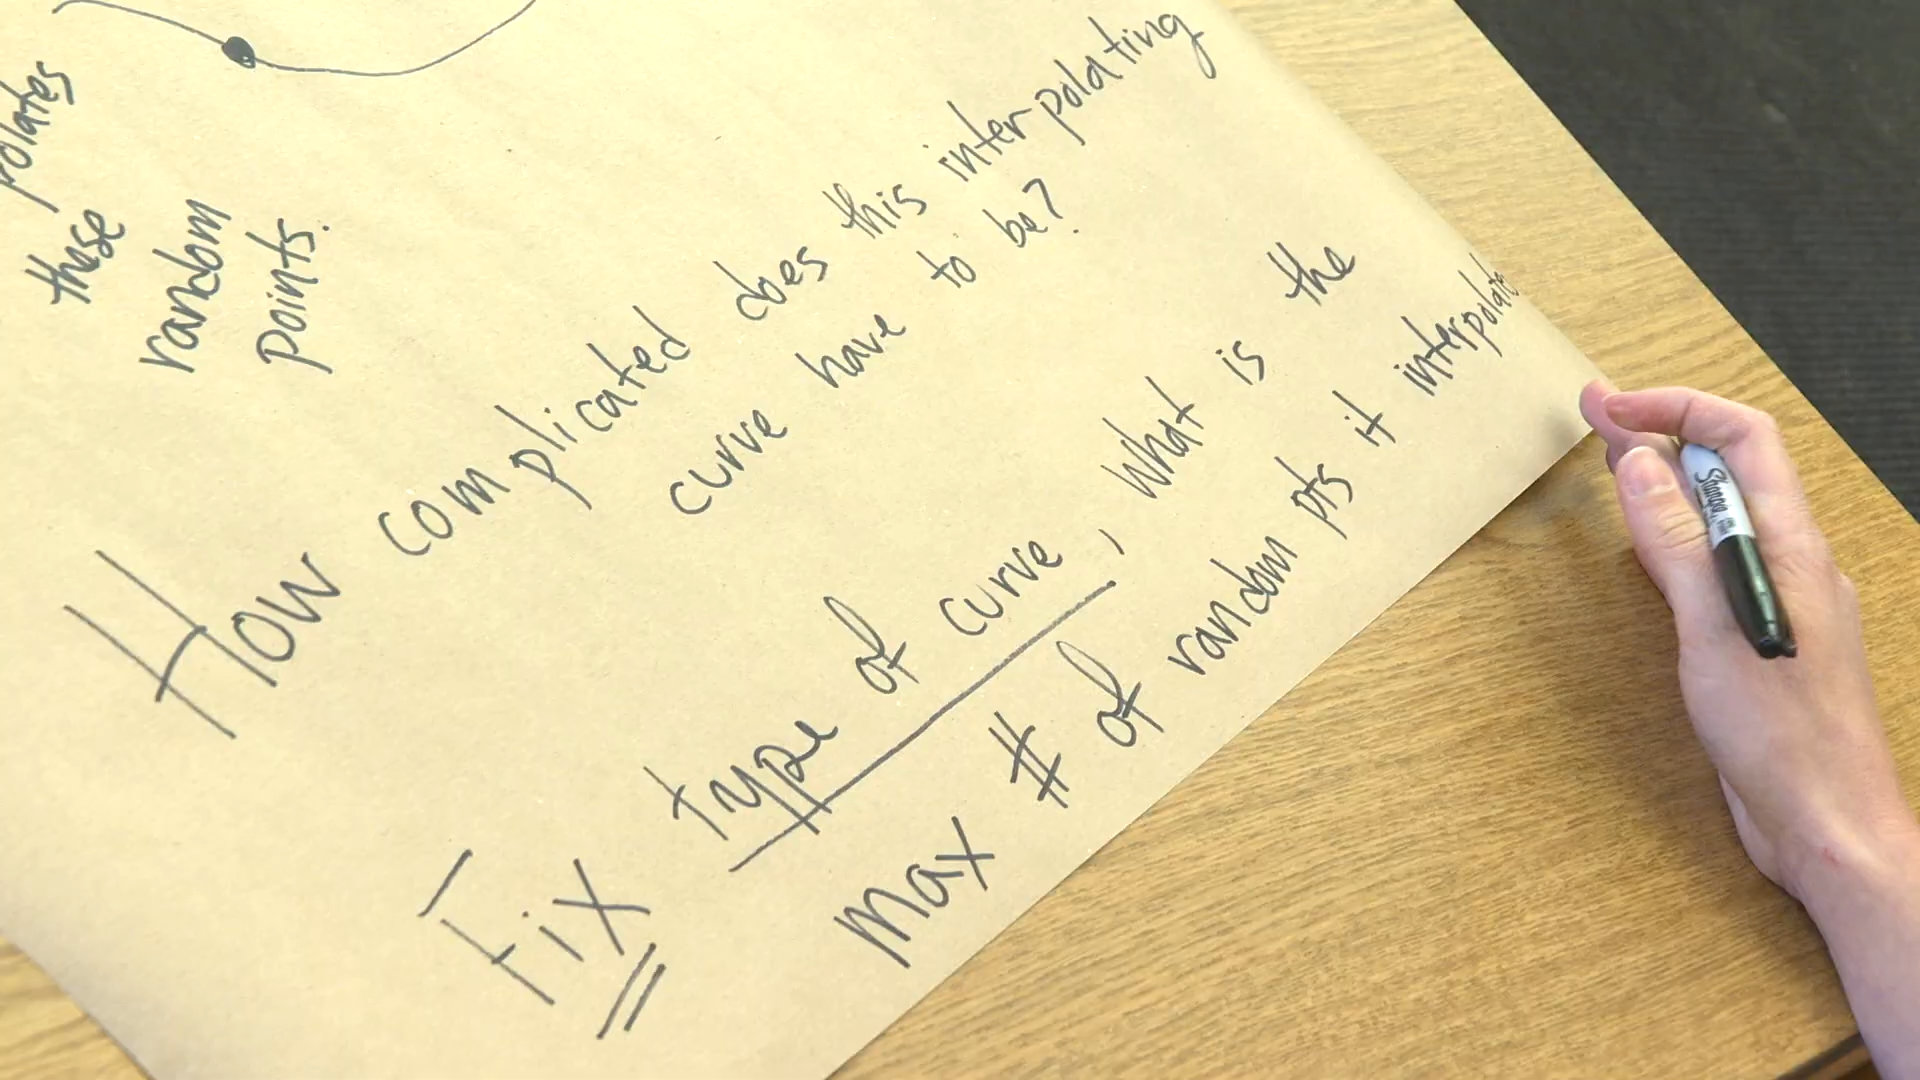 polates
these
random
points.
How complicated does this interpolating
curve have to be?
Fix type of curve, what is the
max # of random pts it interpolates
Sharpie